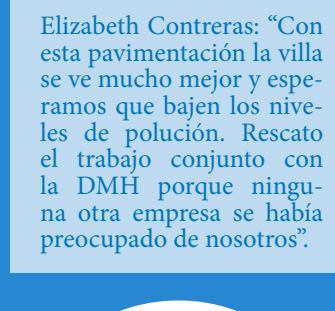 Elizabeth Contreras: “Con
esta pavimentación la villa
se ve mucho mejor y espe-
ramos que bajen los nive-
les de polución. Rescato
el trabajo conjunto con
la DMH porque ningu-
na otra empresa se había
preocupado de nosotros”.